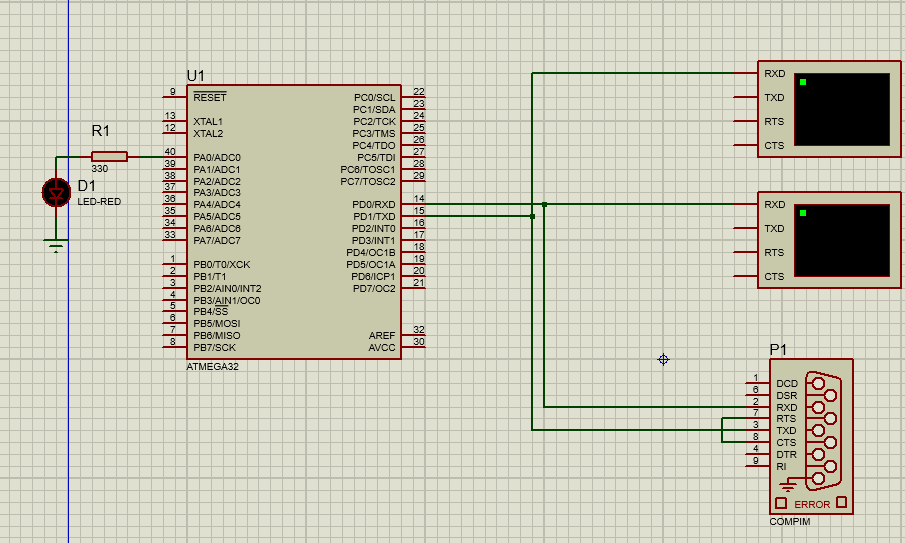 U1
9 RESET
13 XTAL1
12 XTAL2
40 PA0/ADC0
39 PA1/ADC1
38 PA2/ADC2
37 PA3/ADC3
36 PA4/ADC4
35 PA5/ADC5
34 PA6/ADC6
33 PA7/ADC7
1 PB0/T0/XCK
2 PB1/T1
3 PB2/AIN0/INT2
4 PB3/AIN1/OC0
5 PB4/SS
6 PB5/MOSI
7 PB6/MISO
8 PB7/SCK
PC0/SCL 22
PC1/SDA 23
PC2/TCK 24
PC3/TMS 25
PC4/TDO 26
PC5/TDI 27
PC6/TOSC1 28
PC7/TOSC2 29
PD0/RXD 14
PD1/TXD 15
PD2/INT0 16
PD3/INT1 17
PD4/OC1B 18
PD5/OC1A 19
PD6/ICP1 20
PD7/OC2 21
AREF 32
AVCC 30
ATMEGA32
R1
330
D1
LED-RED
RXD
TXD
RTS
CTS
RXD
TXD
RTS
CTS
P1
1 DCD
6 DSR
2 RXD
7 RTS
3 TXD
8 CTS
4 DTR
9 RI
ERROR
COMPIM